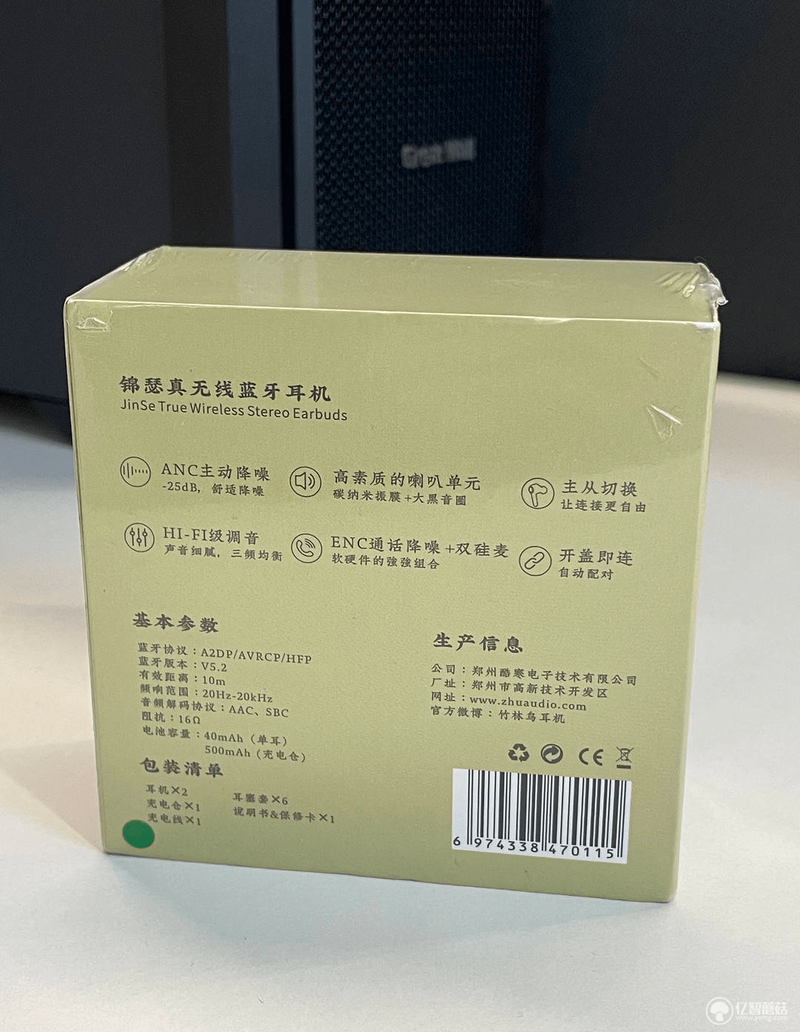 锦瑟真无线蓝牙耳机
JinSe True Wireless Stereo Earbuds
ANC主动降噪
-25dB，舒适降噪
高素质的喇叭单元
碳纳米振膜+大黑音圈
主从切换
让连接更自由
HI-FI级调音
声音细腻，三频均衡
ENC通话降噪+双硅麦
软硬件的強強组合
开盖即连
自动配对
基本参数
蓝牙协议：A2DP/AVRCP/HFP
蓝牙版本：V5.2
有效距离：10m
频响范围：20Hz-20kHz
音频解码协议：AAC、SBC
阻抗：16Ω
电池容量：40mAh（单耳）
500mAh（充电仓）
包装清单
耳机×2
充电仓×1
充电线×1
耳塞套×6
说明书&保修卡×1
生产信息
公司：郑州酷寒电子技术有限公司
厂址：郑州市高新技术开发区
网址：www.zhuaudio.com
官方微博：竹林鸟耳机
CE
6 974338 470115
亿智蘑菇